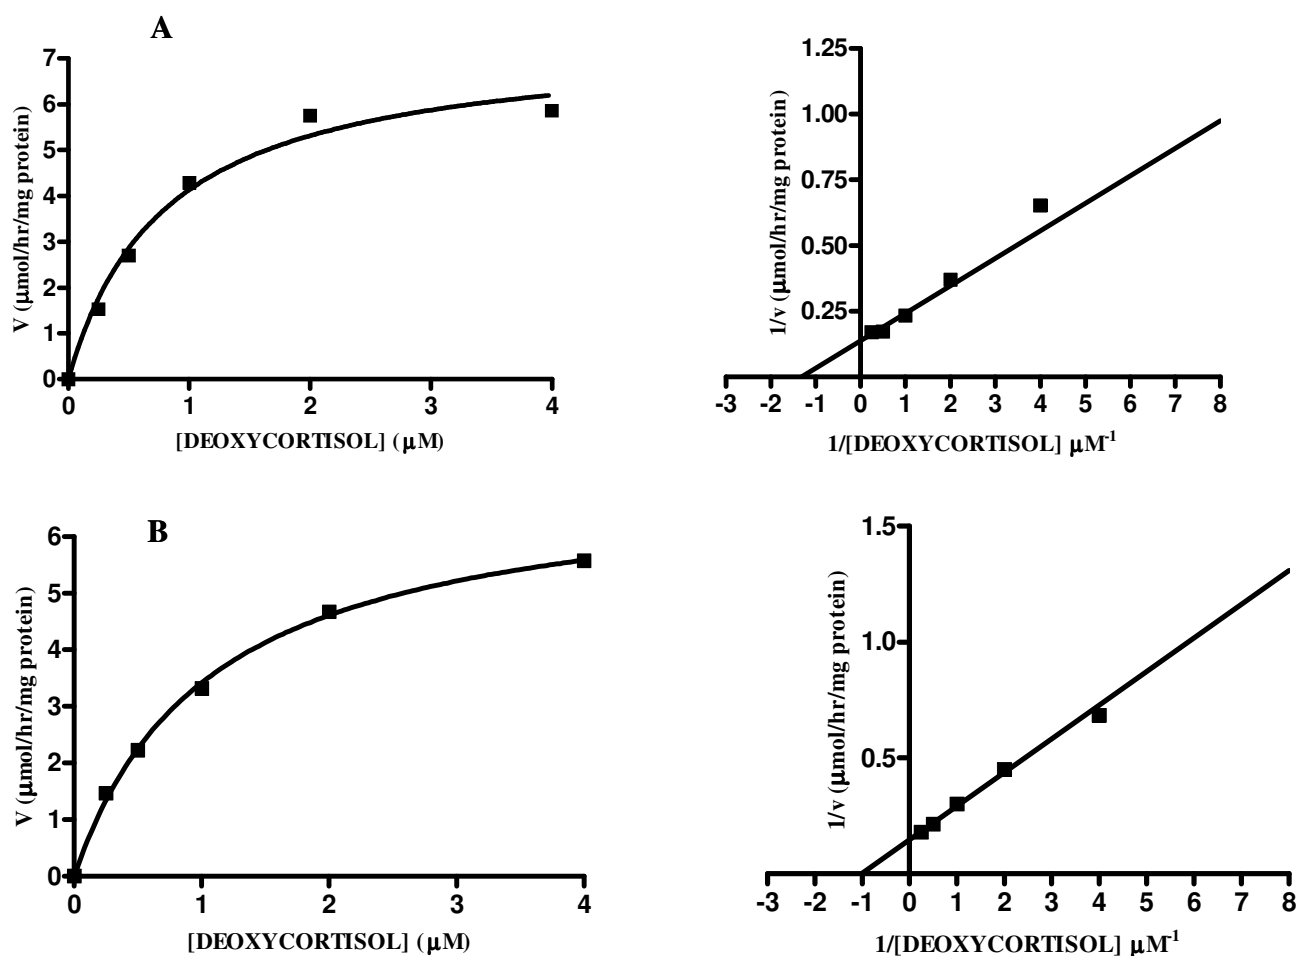 A
7
6
5
4
3
2
1
0
0 1 2 3 4
V (μmol/hr/mg protein)
[DEOXYCORTISOL] (μM)
1.25
1.00
0.75
0.50
0.25
-3 -2 -1 0 1 2 3 4 5 6 7 8
1/v (μmol/hr/mg protein)
1/[DEOXYCORTISOL] μM-1
B
6
5
4
3
2
1
0
0 1 2 3 4
V (μmol/hr/mg protein)
[DEOXYCORTISOL] (μM)
1.5
1.0
0.5
-3 -2 -1 0 1 2 3 4 5 6 7 8
1/v (μmol/hr/mg protein)
1/[DEOXYCORTISOL] μM-1